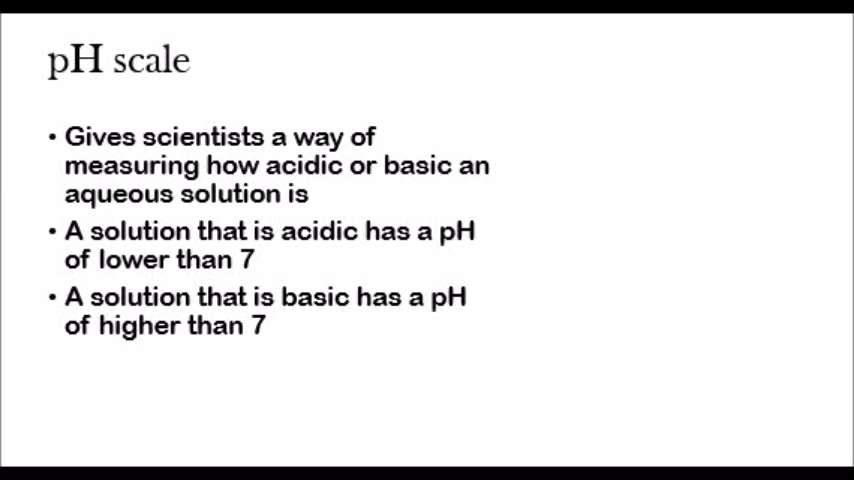 pH scale
• Gives scientists a way of
measuring how acidic or basic an
aqueous solution is
• A solution that is acidic has a pH
of lower than 7
• A solution that is basic has a pH
of higher than 7